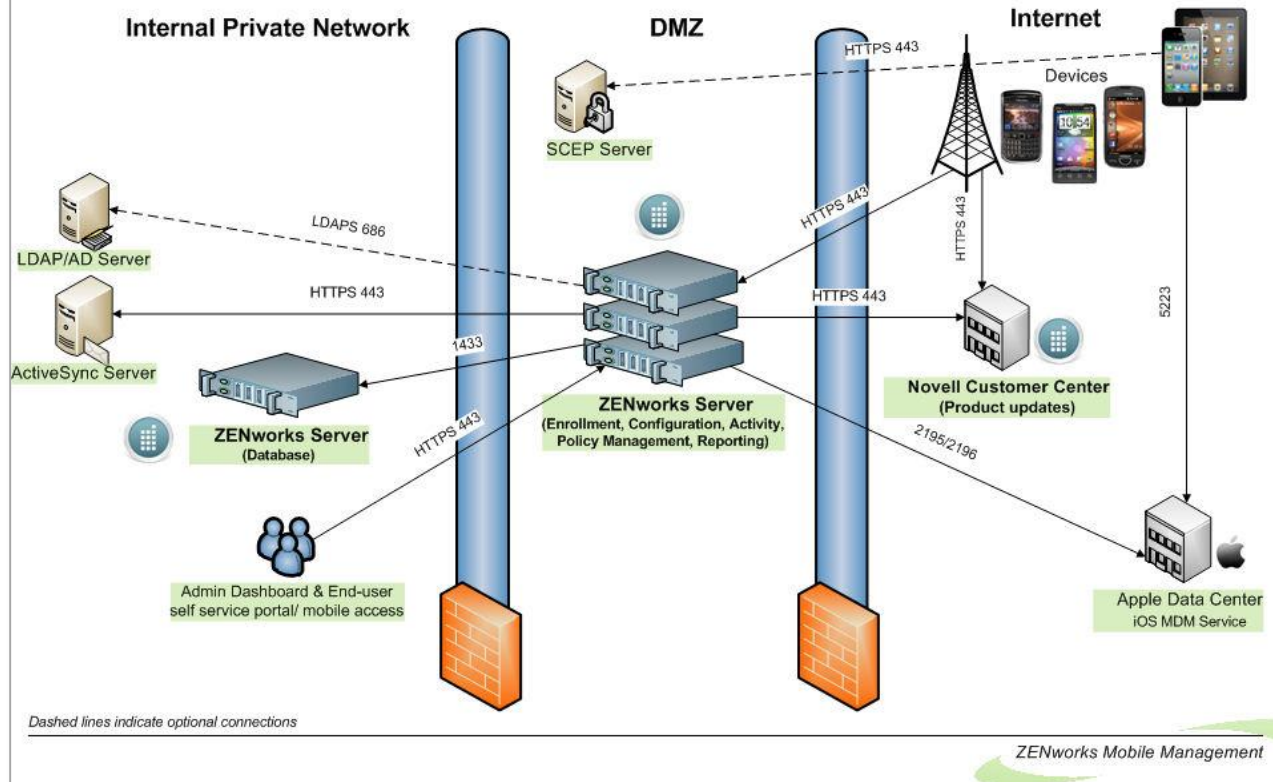 Internal Private Network
DMZ
Internet
HTTPS 443
Devices
10:54
SCEP Server
LDAPS 686
HTTPS 443
HTTPS 443
LDAP/AD Server
HTTPS 443
HTTPS 443
5223
1433
ActiveSync Server
Novell Customer Center
(Product updates)
ZENworks Server
(Enrollment, Configuration, Activity,
Policy Management, Reporting)
ZENworks Server
(Database)
HTTPS 443
2195/2196
Admin Dashboard & End-user
self service portal/ mobile access
Apple Data Center
iOS MDM Service
Dashed lines indicate optional connections
ZENworks Mobile Management